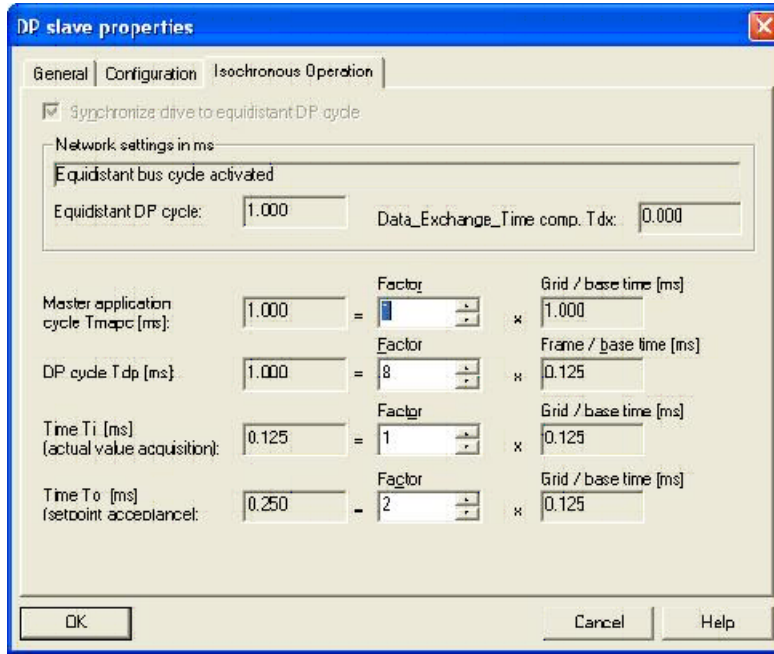 DP slave properties
General Configuration Isochronous Operation
Synchronize drive to equidistant DP cycle
Network settings in ms
Equidistant bus cycle activated
Equidistant DP cycle: 1.000 Data_Exchange_Time comp. Tdx: 0.000
Factor Grid / base time [ms]
Master application
cycle Tmapc [ms]: 1.000 = x 1.000
Factor Frame / base time [ms]
DP cycle Tdp [ms]: 1.000 = 8 x 0.125
Factor Grid / base time [ms]
Time Ti [ms]
(actual value acquisition): 0.125 = 1 x 0.125
Factor Grid / base time [ms]
Time To [ms]
(setpoint acceptance): 0.250 = 2 x 0.125
OK Cancel Help